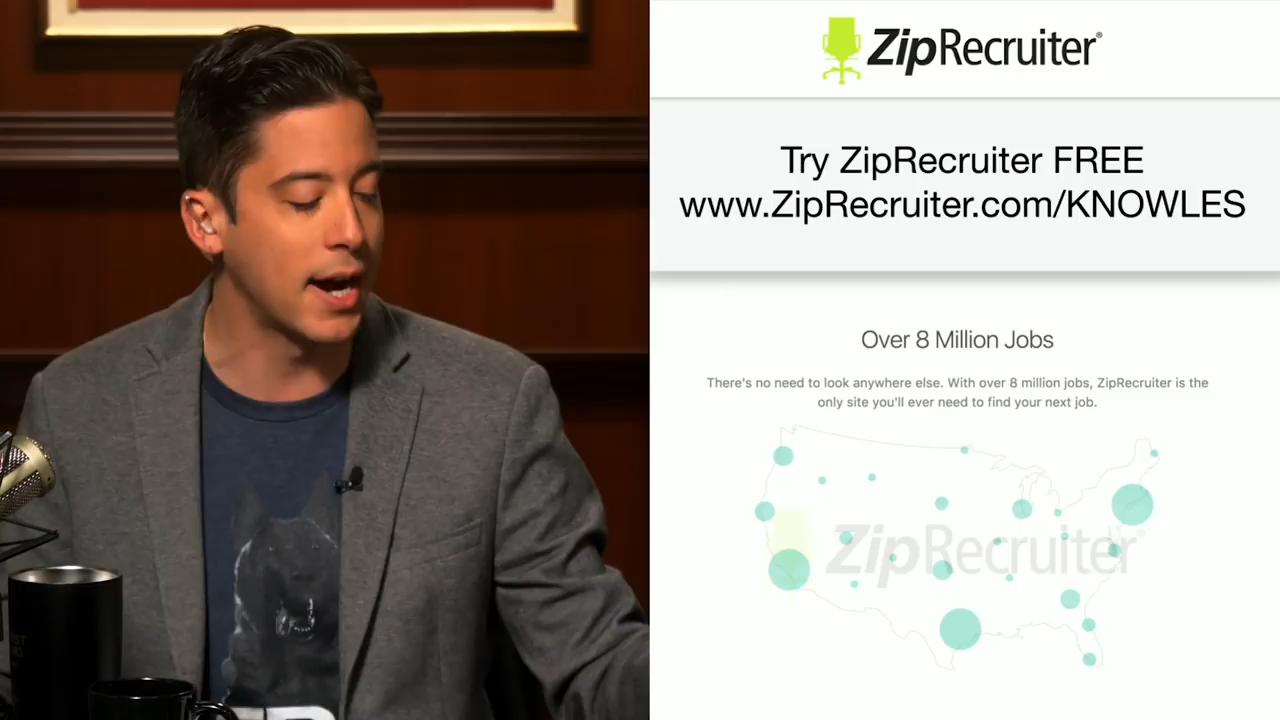 ZipRecruiter®
Try ZipRecruiter FREE
www.ZipRecruiter.com/KNOWLES
Over 8 Million Jobs
There's no need to look anywhere else. With over 8 million jobs, ZipRecruiter is the
only site you'll ever need to find your next job.
ZipRecruiter®